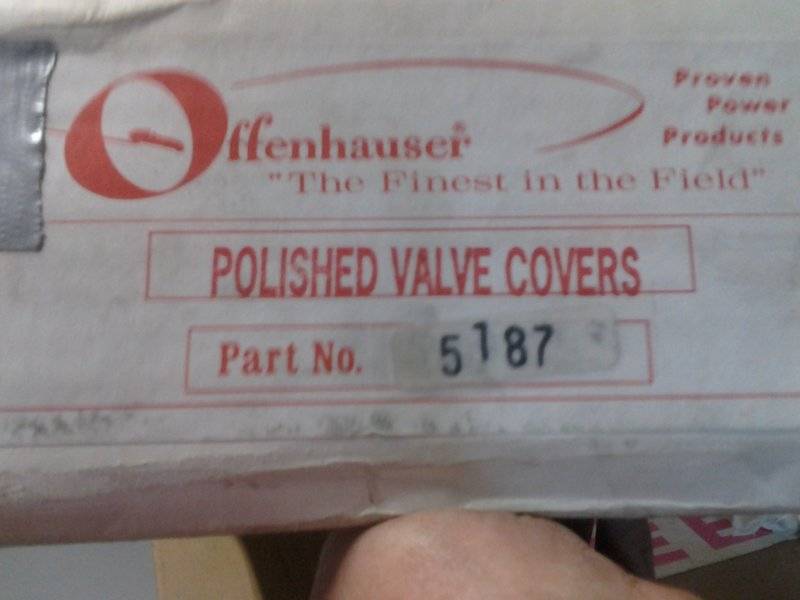 Offenhauser®
Proven
Power
Products
"The Finest in the Field"
POLISHED VALVE COVERS
Part No. 5187